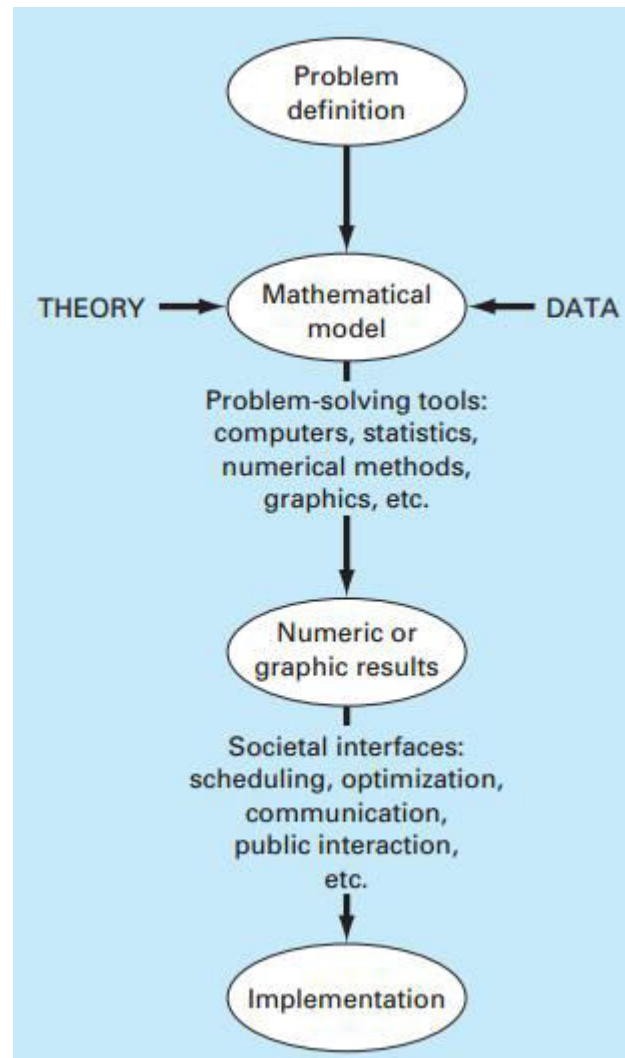 Problem
definition
THEORY
Mathematical
model
DATA
Problem-solving tools:
computers, statistics,
numerical methods,
graphics, etc.
Numeric or
graphic results
Societal interfaces:
scheduling, optimization,
communication,
public interaction,
etc.
Implementation